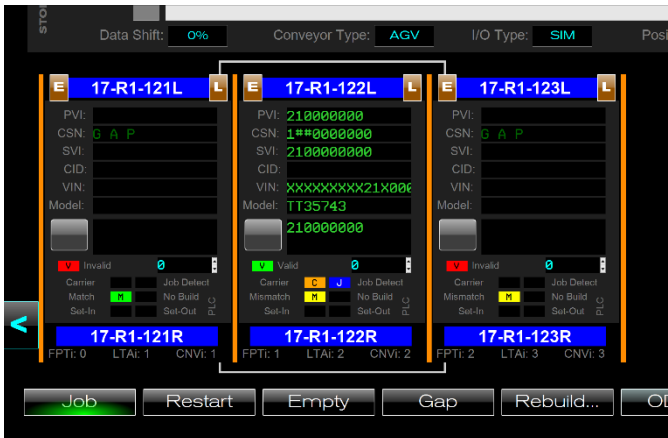 STO
Data Shift: 0% Conveyor Type: AGV I/O Type: SIM Posi
E 17-R1-121L L
PVI:
CSN: G A P
SVI:
CID:
VIN:
Model:
V Invalid 0
Carrier Job Detect
Match M No Build
Set-In Set-Out PLC
17-R1-121R
FPTi: 0 LTAi: 1 CNVi: 1
E 17-R1-122L L
PVI: 210000000
CSN: 1##0000000
SVI: 2100000000
CID:
VIN: XXXXXXXXX21X000
Model: TT35743
210000000
V Valid 0
Carrier C J Job Detect
Mismatch M No Build
Set-In Set-Out PLC
17-R1-122R
FPTi: 1 LTAi: 2 CNVi: 2
E 17-R1-123L L
PVI:
CSN: G A P
SVI:
CID:
VIN:
Model:
V Invalid 0
Carrier Job Detect
Mismatch M No Build
Set-In Set-Out PLC
17-R1-123R
FPTi: 2 LTAi: 3 CNVi: 3
<
Job Restart Empty Gap Rebuild...